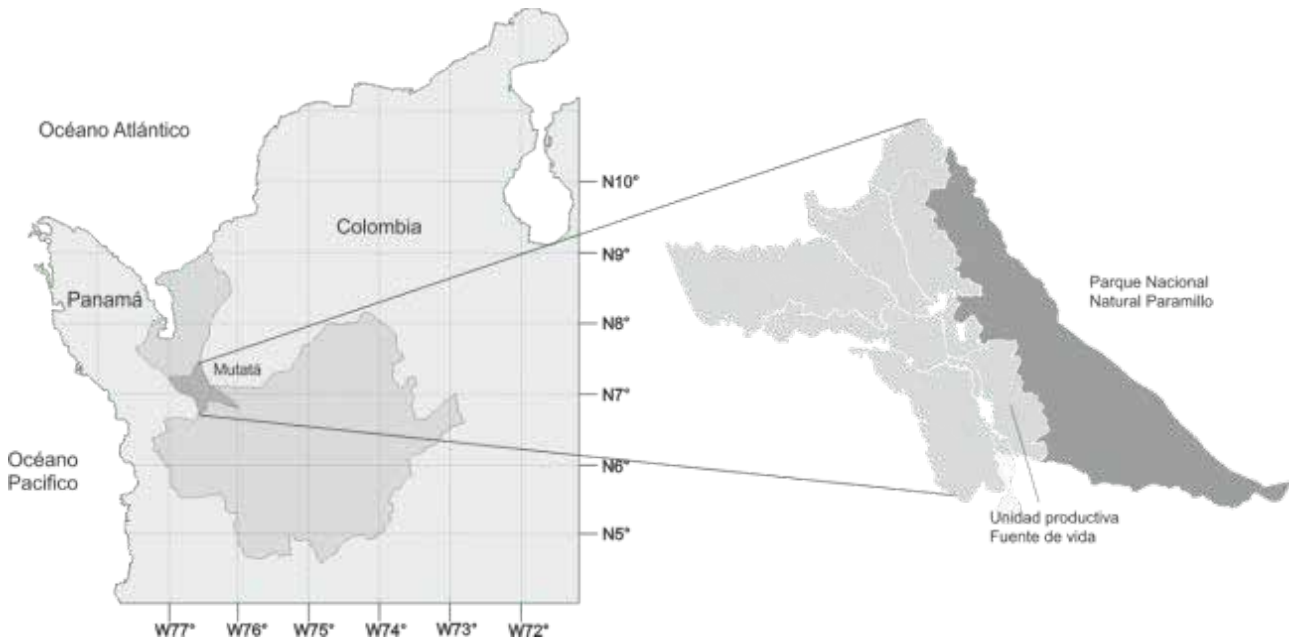 Océano Atlántico
N10°
Colombia
N9°
Panamá
N8°
Mutatá
N7°
Océano
Pacifico
N6°
N5°
W77°
W76°
W75°
W74°
W73°
W72°
Parque Nacional
Natural Paramillo
Unidad productiva
Fuente de vida